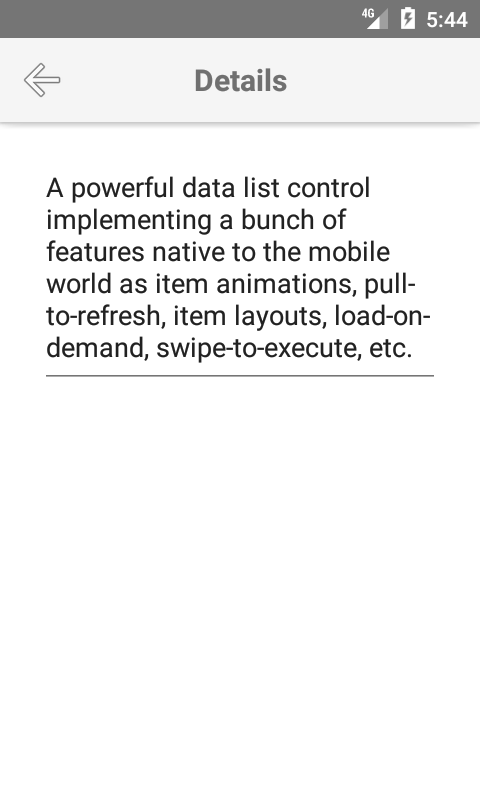 4G 5:44
Details
A powerful data list control
implementing a bunch of
features native to the mobile
world as item animations, pull-
to-refresh, item layouts, load-on-
demand, swipe-to-execute, etc.